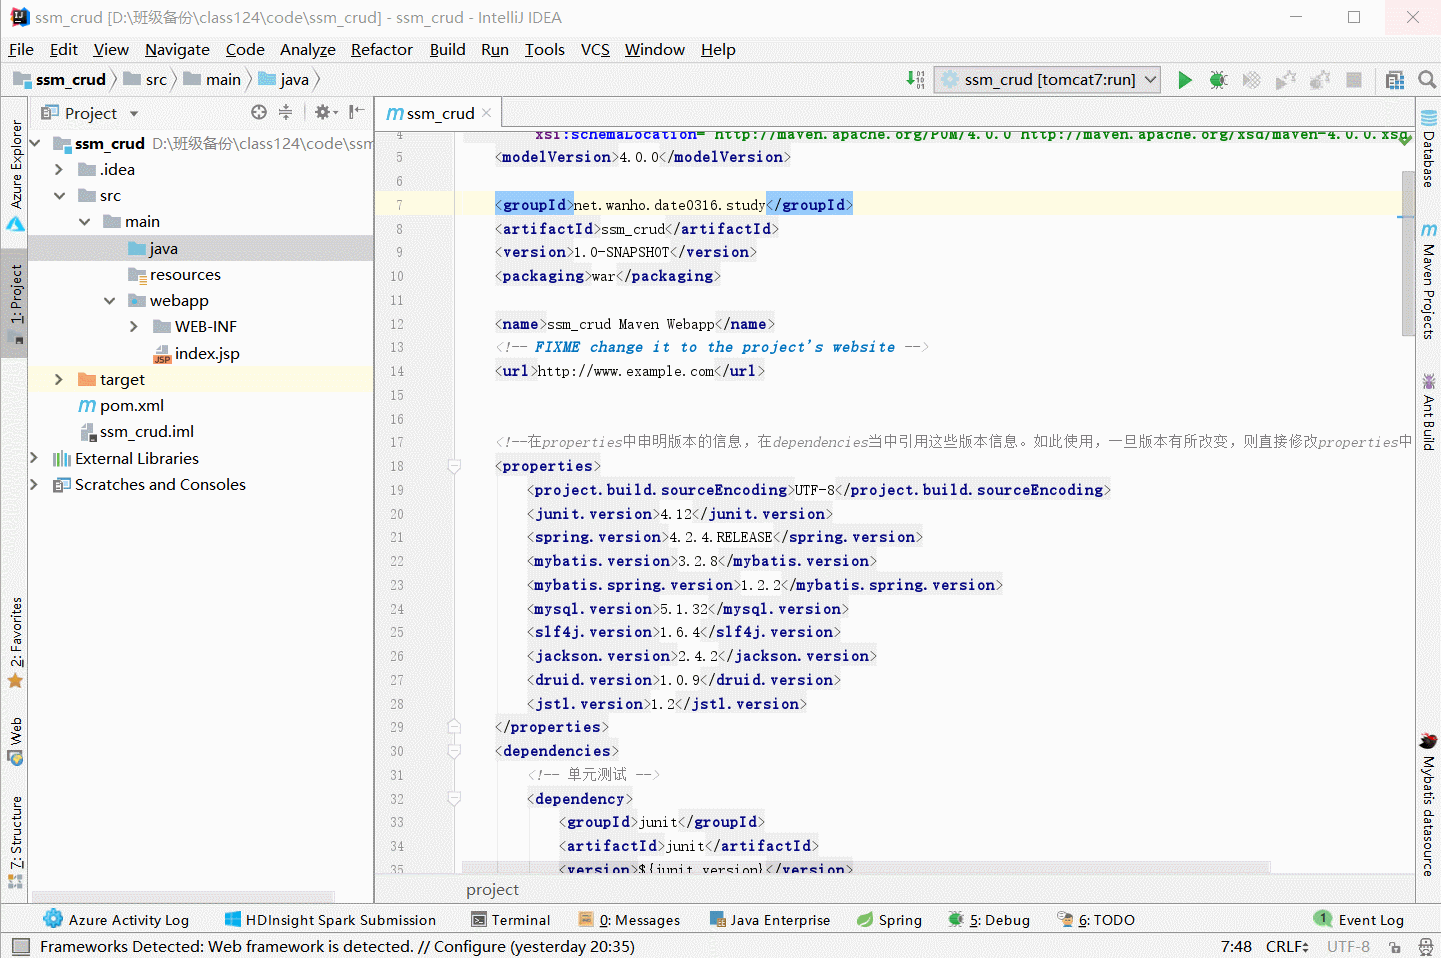 ssm_crud [D:\班级备份\class124\code\ssm_crud] - ssm_crud - IntelliJ IDEA
File Edit View Navigate Code Analyze Refactor Build Run Tools VCS Window Help
ssm_crud src main java
ssm_crud [tomcat7:run]
Project
ssm_crud D:\班级备份\class124\code\ssm
.idea
src
main
java
resources
webapp
WEB-INF
index.jsp
target
pom.xml
ssm_crud.iml
External Libraries
Scratches and Consoles
Azure Explorer
1: Project
2: Favorites
Web
7: Structure
ssm_crud
4 xsi:schemaLocation="http://maven.apache.org/POM/4.0.0 http://maven.apache.org/xsd/maven-4.0.0.xsd
5 <modelVersion>4.0.0</modelVersion>
6
7 <groupId>net.wanho.date0316.study</groupId>
8 <artifactId>ssm_crud</artifactId>
9 <version>1.0-SNAPSHOT</version>
10 <packaging>war</packaging>
11
12 <name>ssm_crud Maven Webapp</name>
13 <!-- FIXME change it to the project's website -->
14 <url>http://www.example.com</url>
15
16
17 <!--在properties中申明版本的信息，在dependencies当中引用这些版本信息。如此使用，一旦版本有所改变，则直接修改properties中
18 <properties>
19 <project.build.sourceEncoding>UTF-8</project.build.sourceEncoding>
20 <junit.version>4.12</junit.version>
21 <spring.version>4.2.4.RELEASE</spring.version>
22 <mybatis.version>3.2.8</mybatis.version>
23 <mybatis.spring.version>1.2.2</mybatis.spring.version>
24 <mysql.version>5.1.32</mysql.version>
25 <slf4j.version>1.6.4</slf4j.version>
26 <jackson.version>2.4.2</jackson.version>
27 <druid.version>1.0.9</druid.version>
28 <jstl.version>1.2</jstl.version>
29 </properties>
30 <dependencies>
31 <!-- 单元测试 -->
32 <dependency>
33 <groupId>junit</groupId>
34 <artifactId>junit</artifactId>
35 <version>${junit.version}</version>
project
Database
Maven Projects
Ant Build
Mybatis datasource
Azure Activity Log HDInsight Spark Submission Terminal 0: Messages Java Enterprise Spring 5: Debug 6: TODO 1 Event Log
Frameworks Detected: Web framework is detected. // Configure (yesterday 20:35) 7:48 CRLF UTF-8